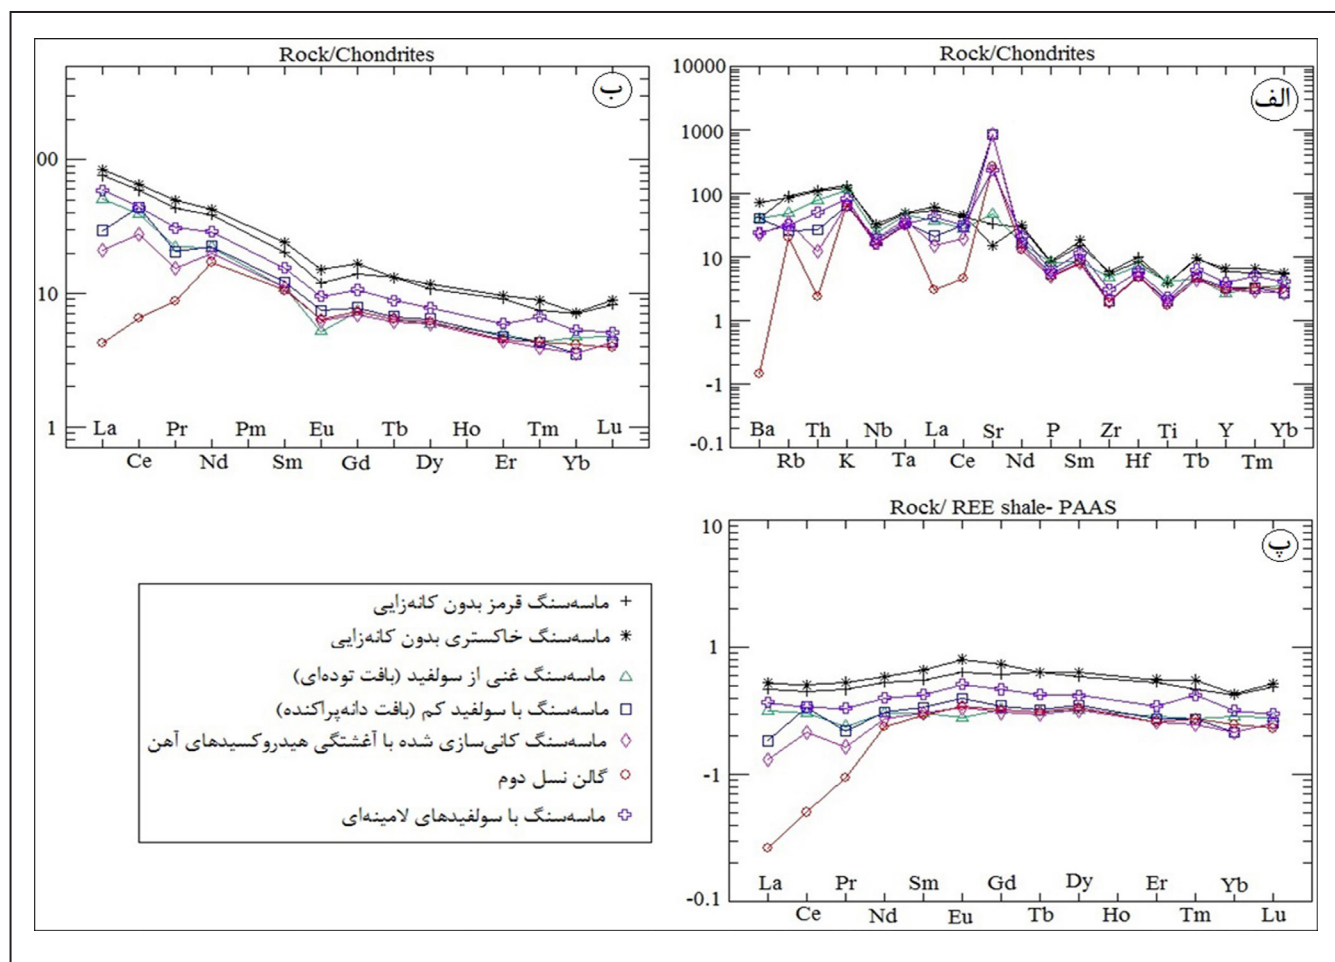 Rock/Chondrites
ب
00
10
1
La Pr Pm Eu Tb Ho Tm Lu
Ce Nd Sm Gd Dy Er Yb
Rock/Chondrites
الف
10000
1000
100
10
1
-1
-0.1
Ba Th Nb La Sr P Zr Ti Y Yb
Rb K Ta Ce Nd Sm Hf Tb Tm
Rock/ REE shale- PAAS
پ
10
1
-1
-0.1
La Pr Sm Gd Dy Er Yb
Ce Nd Eu Tb Ho Tm Lu
ماسه‌سنگ قرمز بدون کانه‌زایی
ماسه‌سنگ خاکستری بدون کانه‌زایی
ماسه‌سنگ غنی از سولفید (بافت توده‌ای)
ماسه‌سنگ با سولفید کم (بافت دانه‌پراکنده)
ماسه‌سنگ کانی‌سازی شده با آغشتگی هیدروکسیدهای آهن
گالن نسل دوم
ماسه‌سنگ با سولفیدهای لامینه‌ای